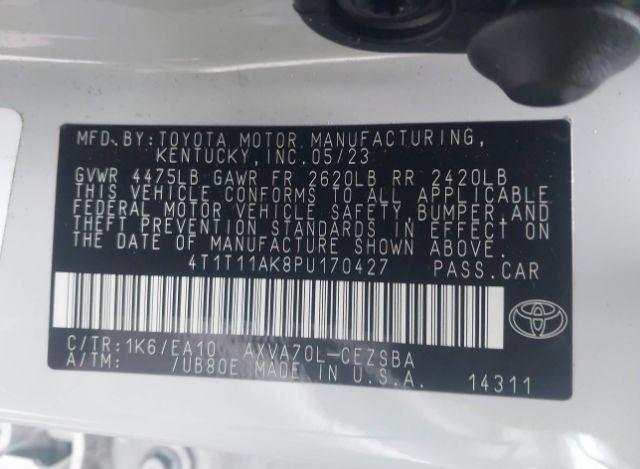 MFD.BY:TOYOTA MOTOR MANUFACTURING,
KENTUCKY,INC.05/23
GVWR 4475LB GAWR FR 2620LB RR 2420LB
THIS VEHICLE CONFORMS TO ALL APPLICABLE
FEDERAL MOTOR VEHICLE SAFETY,BUMPER,AND
THEFT PREVENTION STANDARDS IN EFFECT ON
THE DATE OF MANUFACTURE SHOWN ABOVE.
4T1T11AK8PU170427 PASS.CAR
C/TR:1K6/EA10 AXVA70L-CEZSBA
A/TM: /UB80E MADE IN U.S.A. 14311